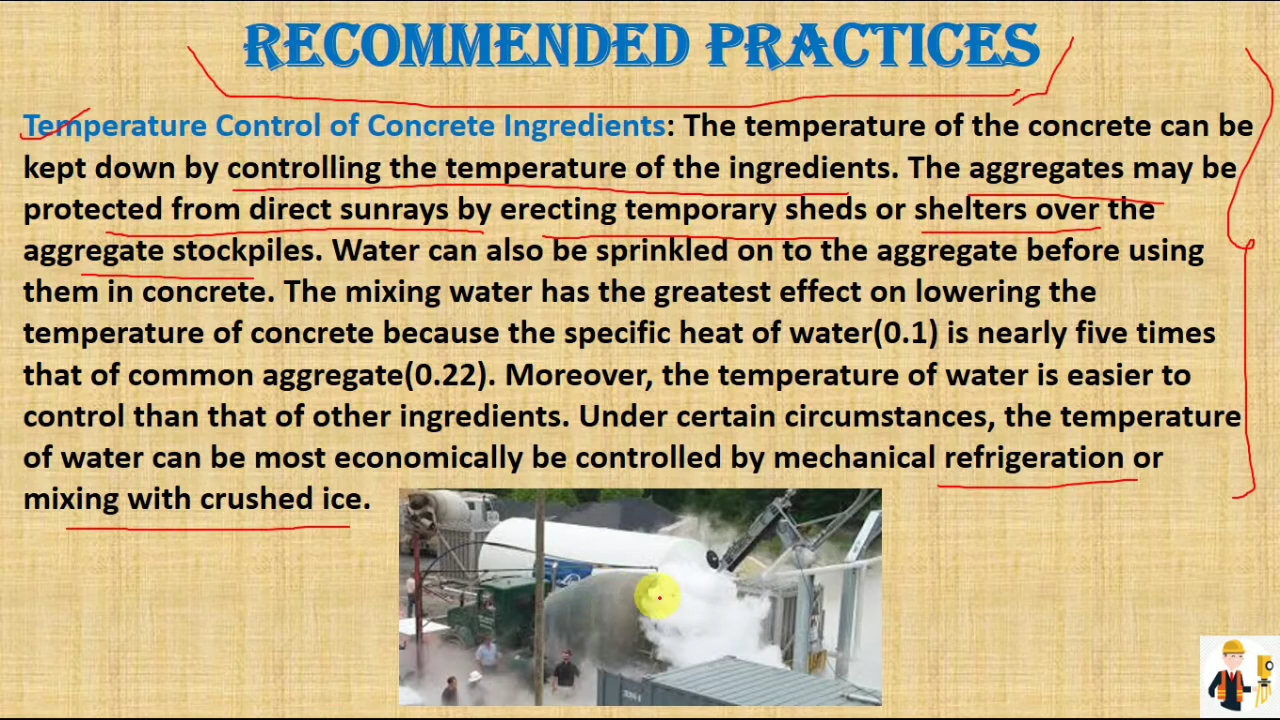 RECOMMENDED PRACTICES
Temperature Control of Concrete Ingredients: The temperature of the concrete can be
kept down by controlling the temperature of the ingredients. The aggregates may be
protected from direct sunrays by erecting temporary sheds or shelters over the
aggregate stockpiles. Water can also be sprinkled on to the aggregate before using
them in concrete. The mixing water has the greatest effect on lowering the
temperature of concrete because the specific heat of water(0.1) is nearly five times
that of common aggregate(0.22). Moreover, the temperature of water is easier to
control than that of other ingredients. Under certain circumstances, the temperature
of water can be most economically be controlled by mechanical refrigeration or
mixing with crushed ice.